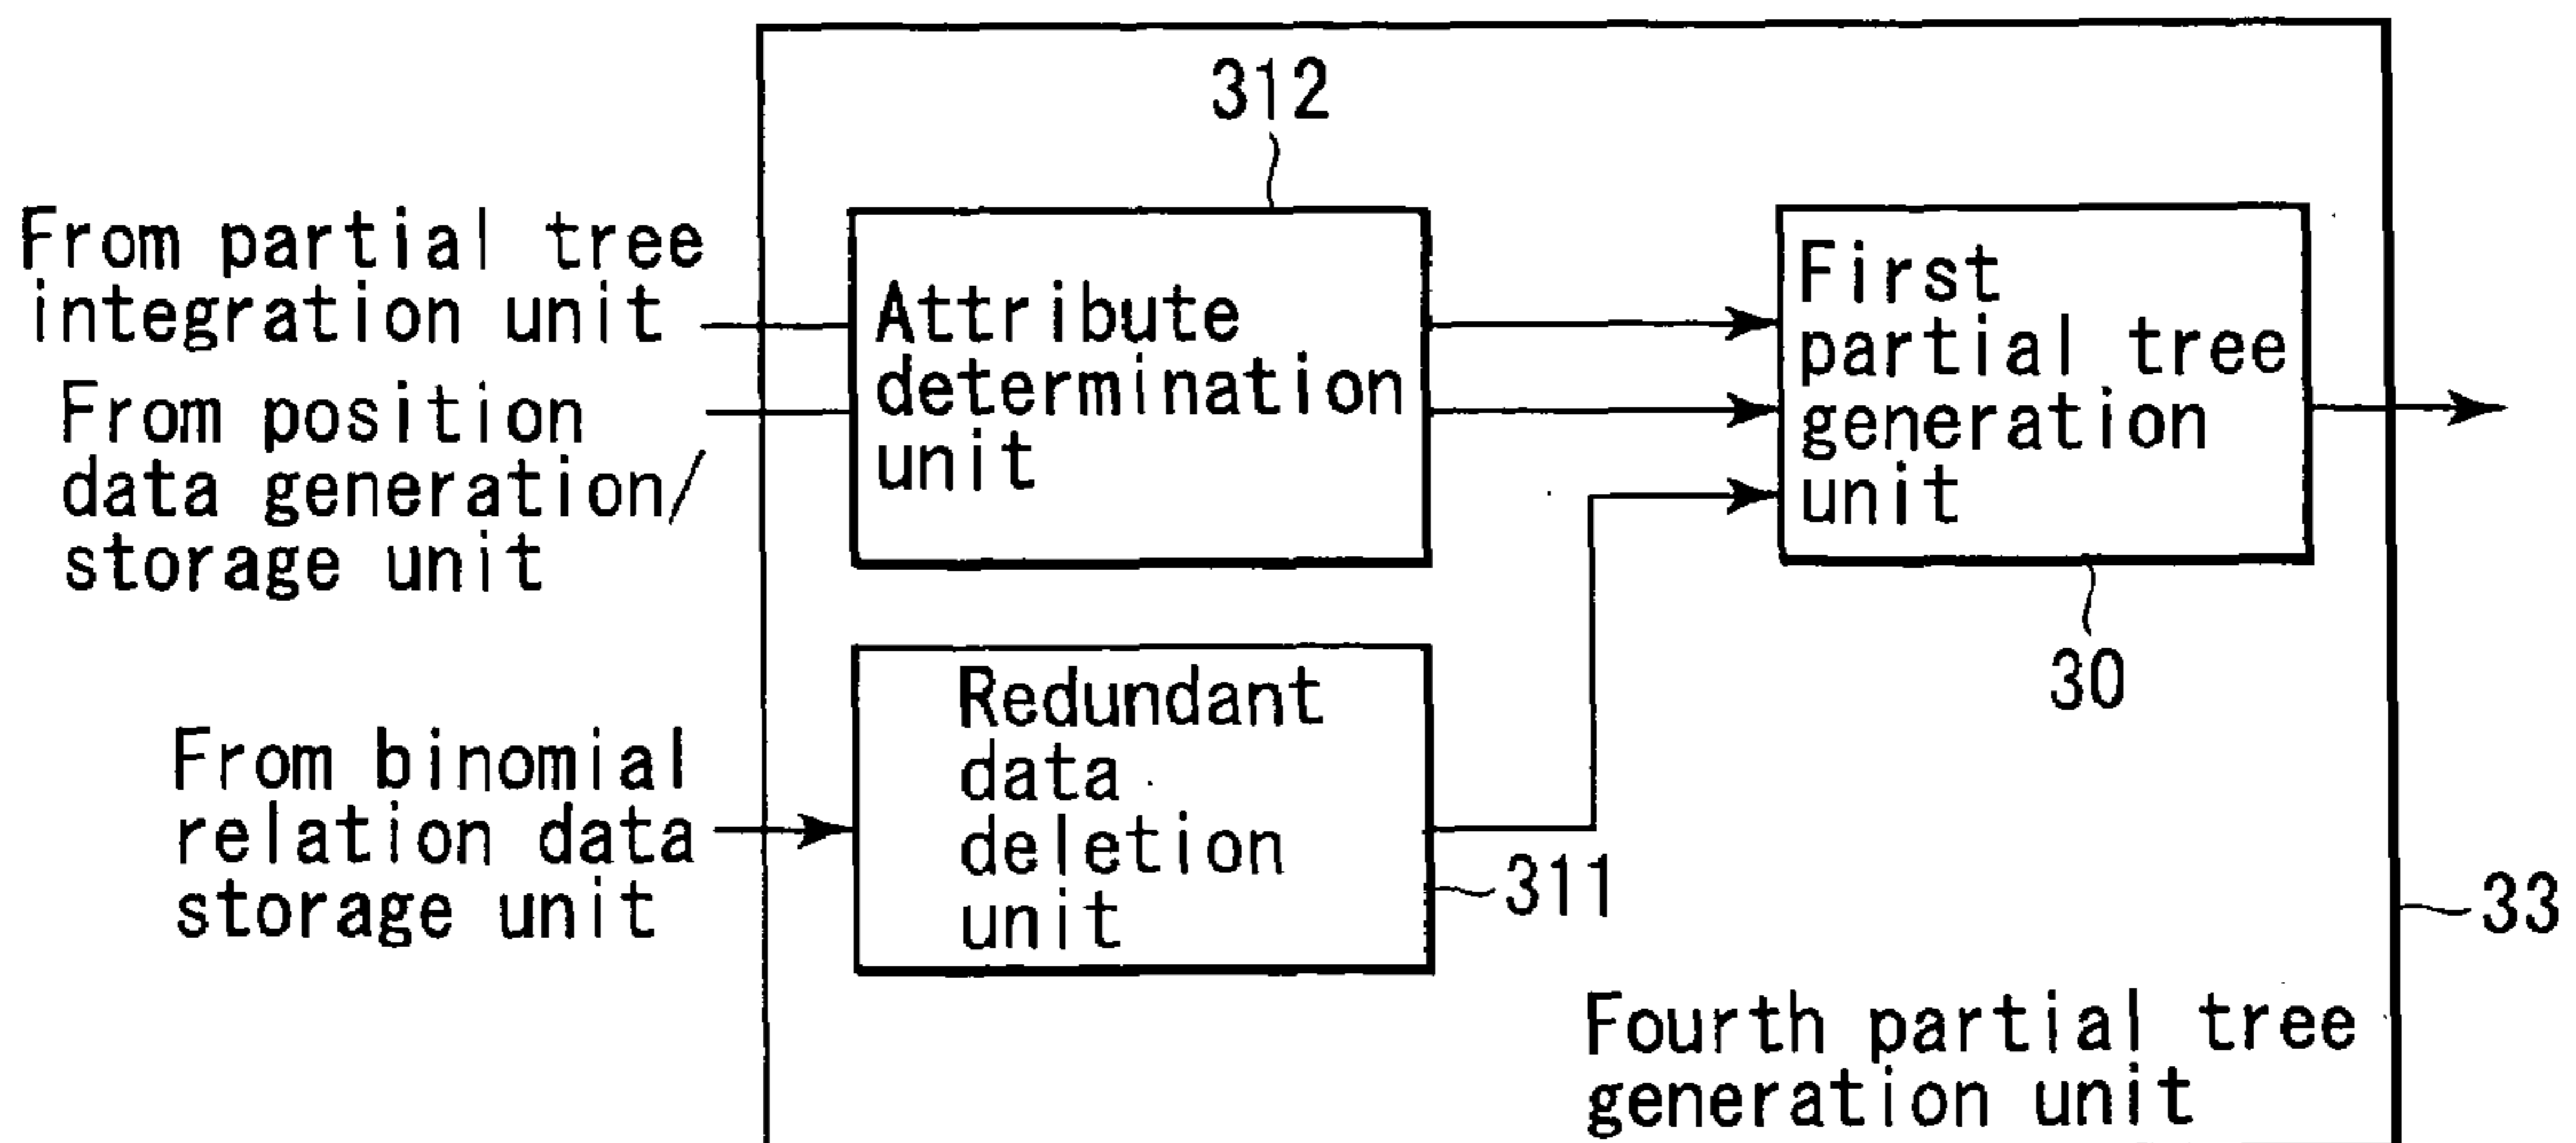 312
From partial tree
integration unit
From position
data generation/
storage unit
Attribute
determination
unit
First
partial tree
generation
unit
30
From binomial
relation data
storage unit
Redundant
data
deletion
unit
311
33
Fourth partial tree
generation unit